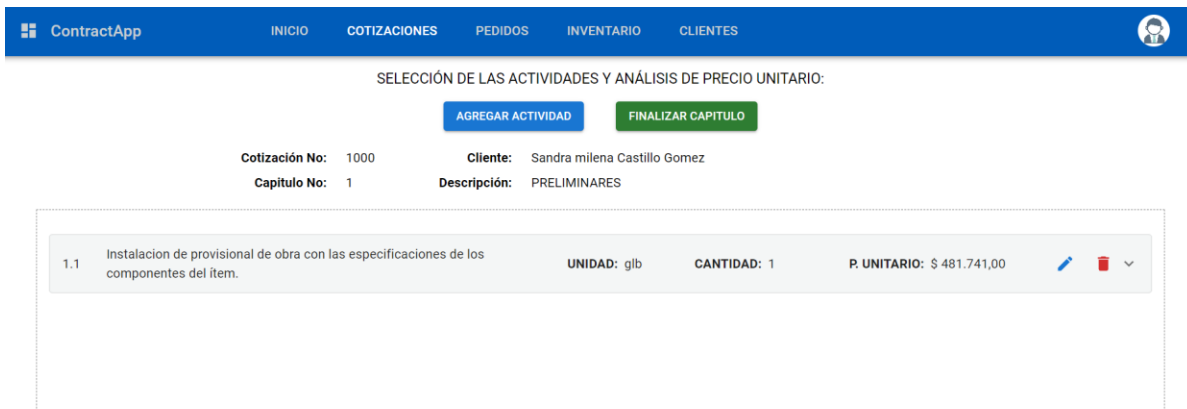 ContractApp INICIO COTIZACIONES PEDIDOS INVENTARIO CLIENTES
SELECCIÓN DE LAS ACTIVIDADES Y ANÁLISIS DE PRECIO UNITARIO:
AGREGAR ACTIVIDAD FINALIZAR CAPITULO
Cotización No: 1000 Cliente: Sandra milena Castillo Gomez
Capitulo No: 1 Descripción: PRELIMINARES
1.1 Instalacion de provisional de obra con las especificaciones de los
componentes del ítem.
UNIDAD: glb CANTIDAD: 1 P. UNITARIO: $ 481.741,00